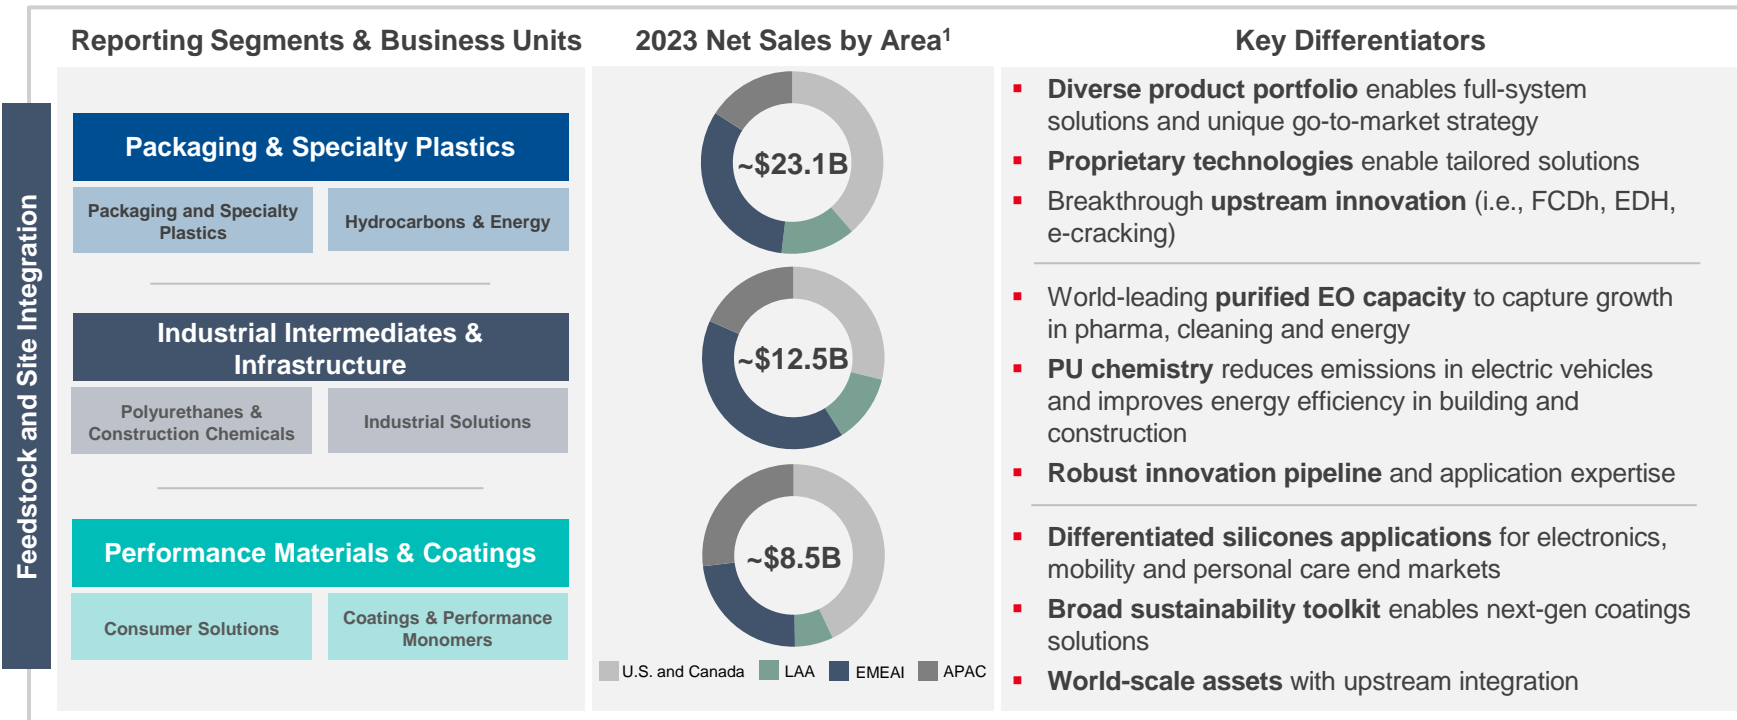 Reporting Segments & Business Units
2023 Net Sales by Area1
Key Differentiators
Feedstock and Site Integration
Packaging & Specialty Plastics
Packaging and Specialty
Plastics
Hydrocarbons & Energy
~$23.1B
▪ Diverse product portfolio enables full-system
solutions and unique go-to-market strategy
▪ Proprietary technologies enable tailored solutions
▪ Breakthrough upstream innovation (i.e., FCDh, EDH,
e-cracking)
Industrial Intermediates &
Infrastructure
Polyurethanes &
Construction Chemicals
Industrial Solutions
~$12.5B
▪ World-leading purified EO capacity to capture growth
in pharma, cleaning and energy
▪ PU chemistry reduces emissions in electric vehicles
and improves energy efficiency in building and
construction
▪ Robust innovation pipeline and application expertise
Performance Materials & Coatings
Consumer Solutions
Coatings & Performance
Monomers
~$8.5B
U.S. and Canada
LAA
EMEAI
APAC
▪ Differentiated silicones applications for electronics,
mobility and personal care end markets
▪ Broad sustainability toolkit enables next-gen coatings
solutions
▪ World-scale assets with upstream integration